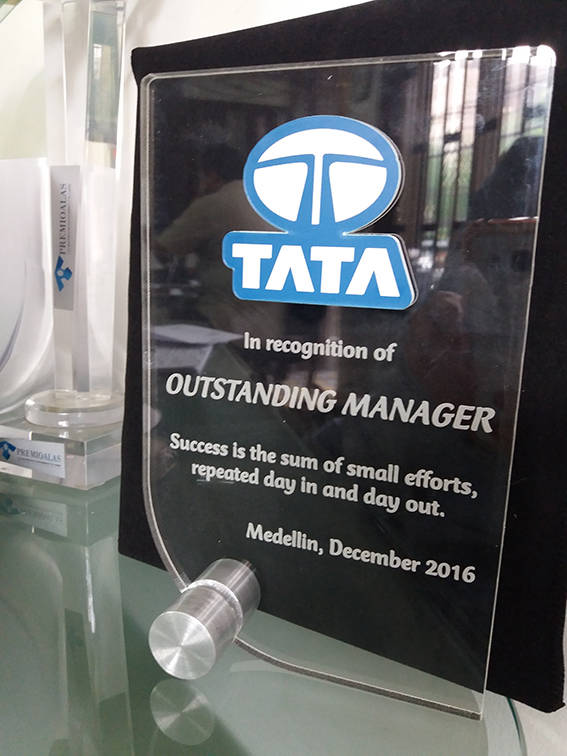 TATA
In recognition of
OUTSTANDING MANAGER
Success is the sum of small efforts,
repeated day in and day out.
Medellin, December 2016
PREMIOALAS
PREMIOALAS